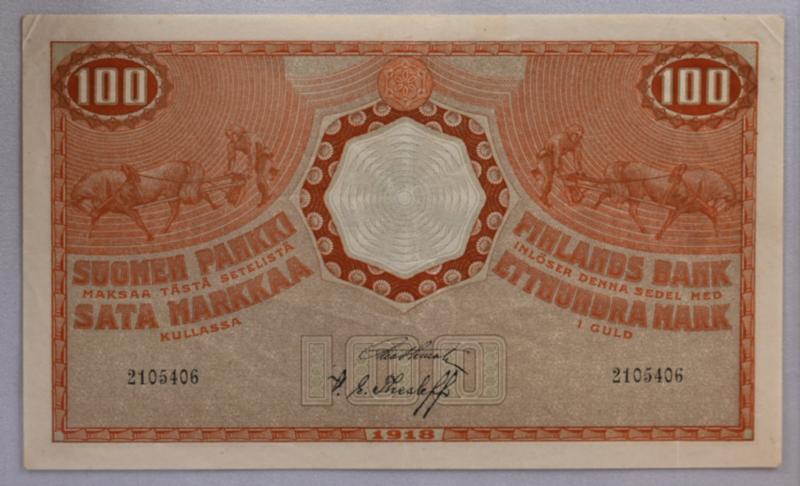 100
100
SUOMEN PANKKI
MAKSAA TÄSTÄ SETELISTÄ
SATA MARKKAA
KULLASSA
FINLANDS BANK
INLÖSER DENNA SEDEL MED
ETTHUNDRA MARK
I GULD
100
2105406
2105406
1918